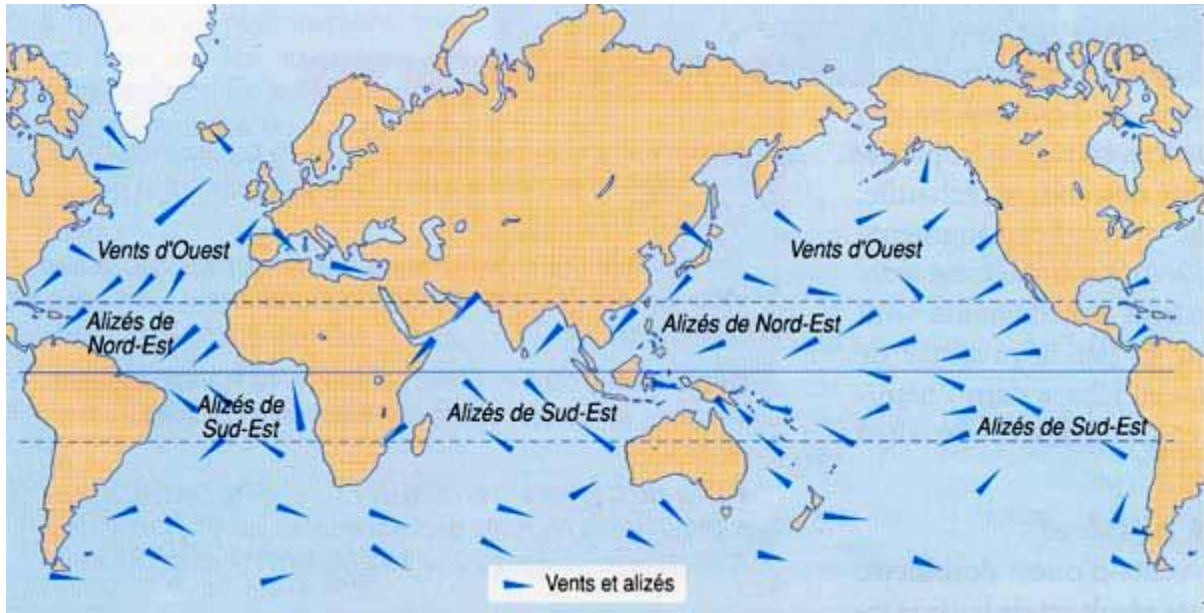 Vents d'Ouest
Vents d'Ouest
Alizés de
Nord-Est
Alizés de Nord-Est
Alizés de
Sud-Est
Alizés de Sud-Est
Alizés de Sud-Est
Vents et alizés